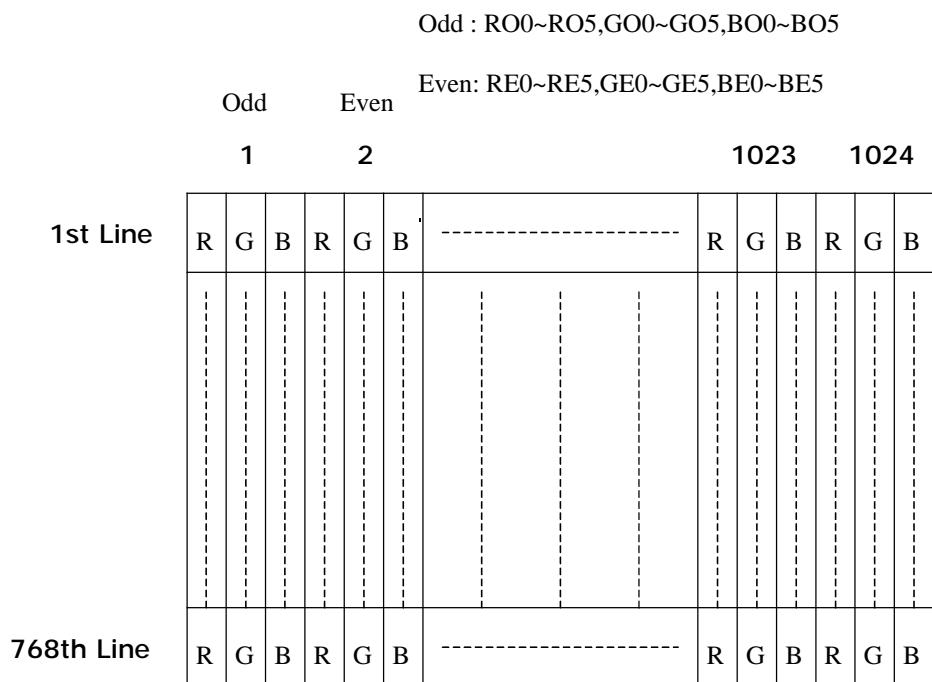 Odd : RO0~RO5,GO0~GO5,BO0~BO5
Even: RE0~RE5,GE0~GE5,BE0~BE5
Odd Even
1 2 1023 1024
1st Line R G B R G B R G B R G B
768th Line R G B R G B R G B R G B